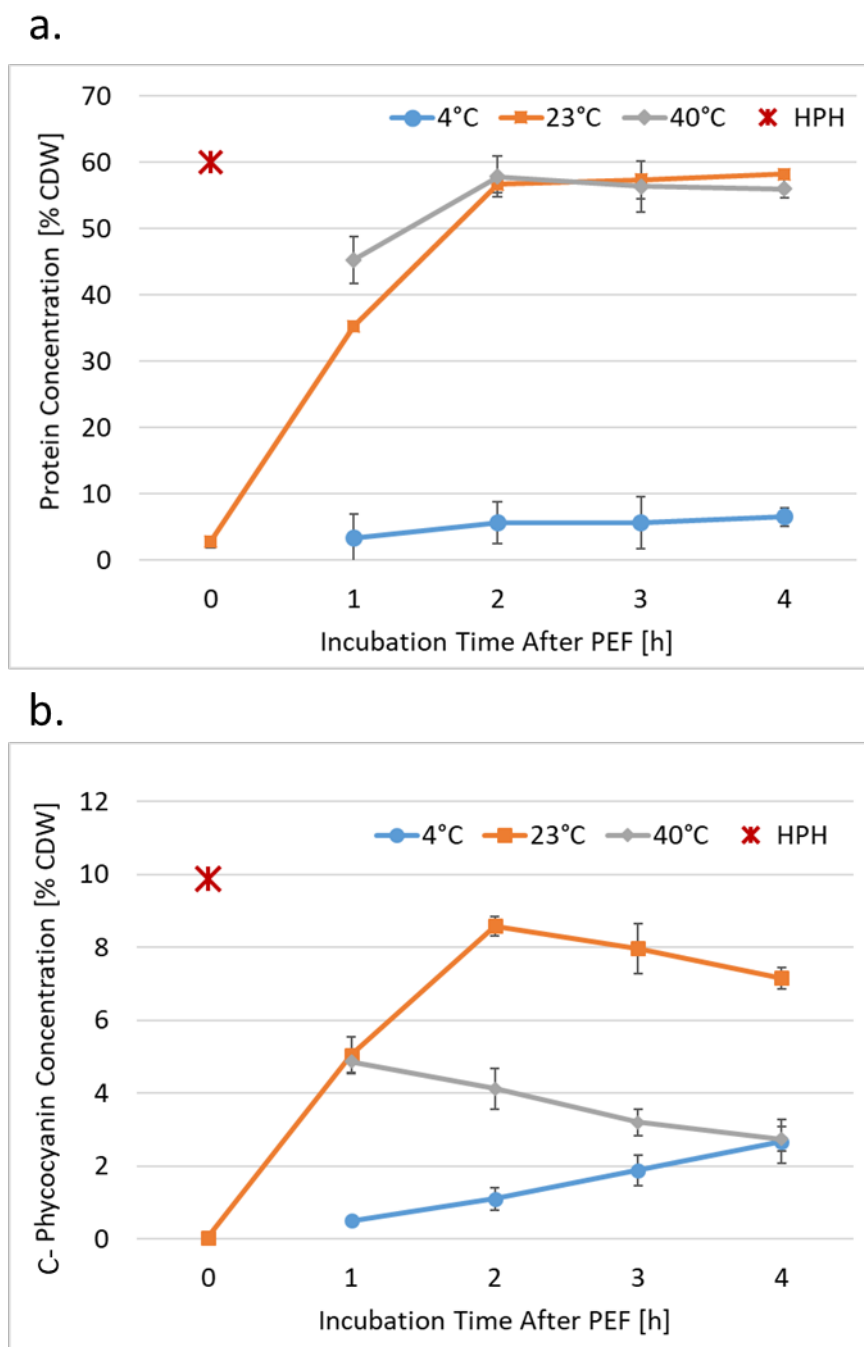 a.
70
60
50
40
30
20
10
0
Protein Concentration [% CDW]
4°C 23°C 40°C HPH
0 1 2 3 4
Incubation Time After PEF [h]
b.
12
10
8
6
4
2
0
C- Phycocyanin Concentration [% CDW]
4°C 23°C 40°C HPH
0 1 2 3 4
Incubation Time After PEF [h]